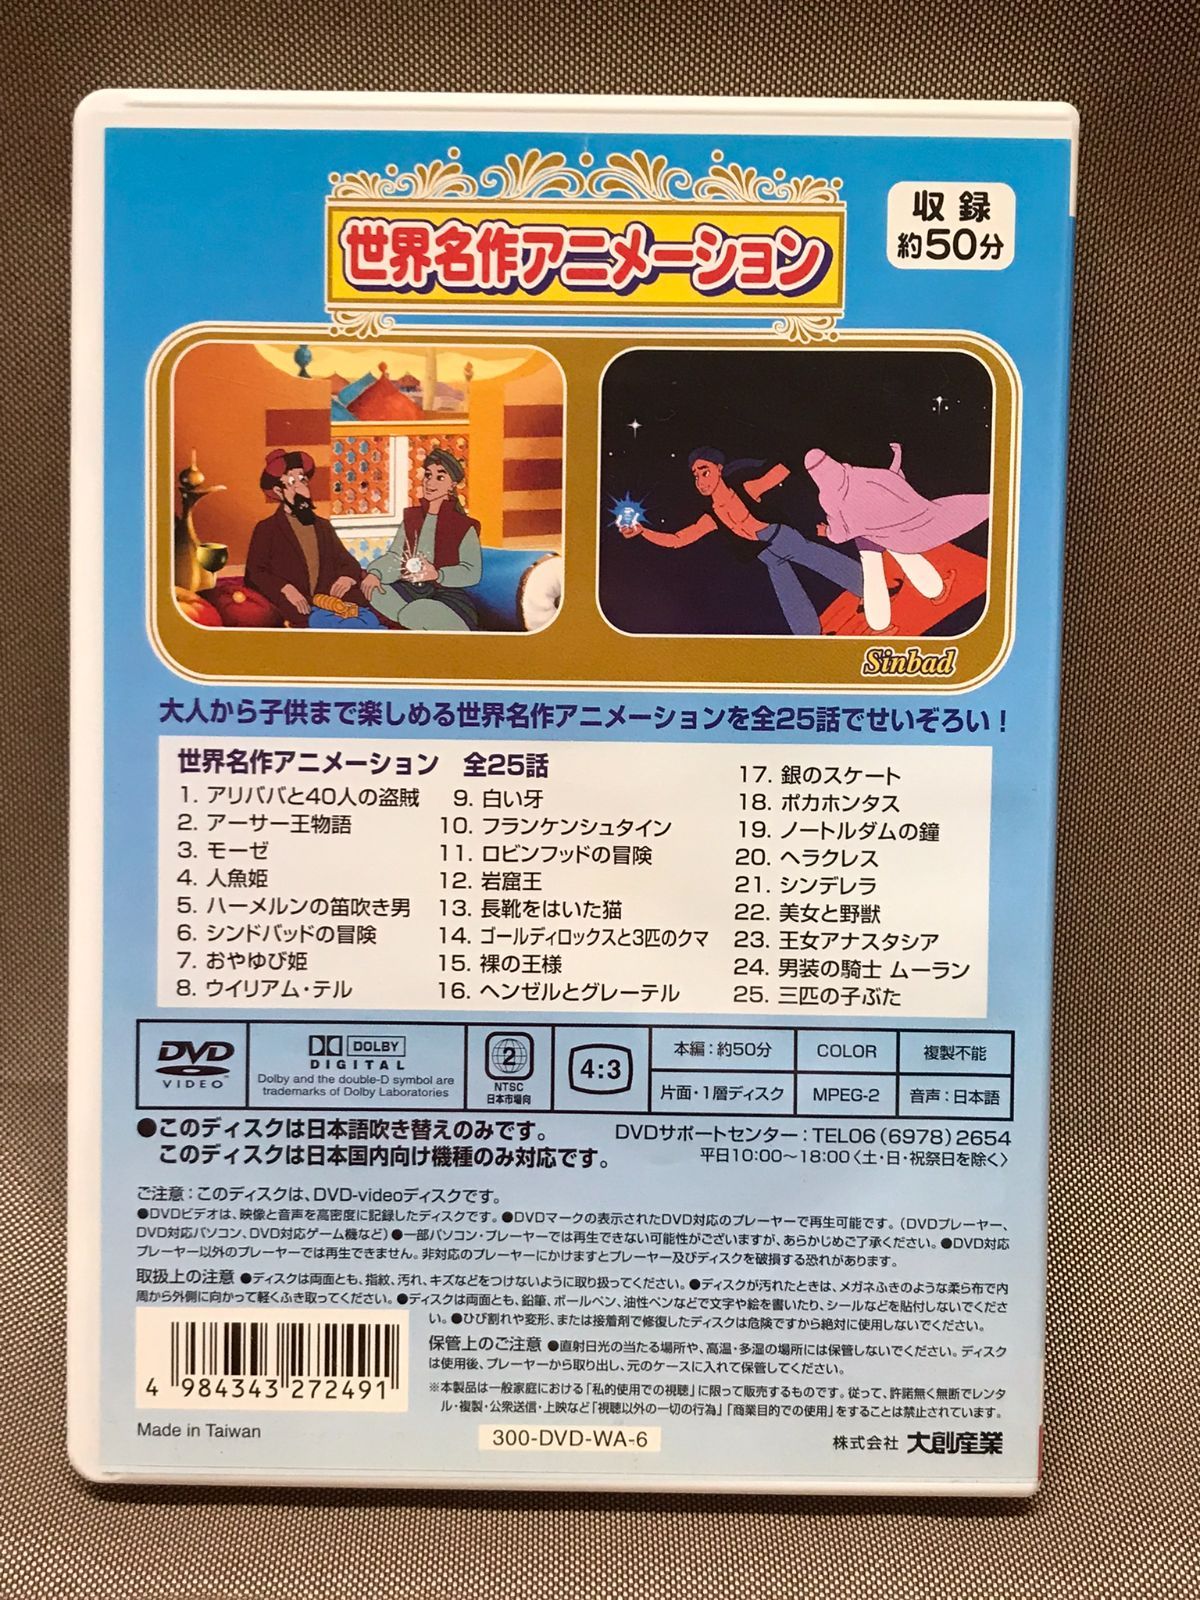 世界名作アニメーション
収録
約50分
Sinbad
大人から子供まで楽しめる世界名作アニメーションを全25話でせいぞろい!
世界名作アニメーション 全25話
1. アリババと40人の盗賊
2. アーサー王物語
3. モーゼ
4. 人魚姫
5. ハーメルンの笛吹き男
6. シンドバッドの冒険
7. おやゆび姫
8. ウイリアム・テル
9. 白い牙
10. フランケンシュタイン
11. ロビンフッドの冒険
12. 岩窟王
13. 長靴をはいた猫
14. ゴールディロックスと3匹のクマ
15. 裸の王様
16. ヘンゼルとグレーテル
17. 銀のスケート
18. ポカホンタス
19. ノートルダムの鐘
20. ヘラクレス
21. シンデレラ
22. 美女と野獣
23. 王女アナスタシア
24. 男装の騎士 ムーラン
25. 三匹の子ぶた
DVD
VIDEO™
DOLBY
DIGITAL
Dolby and the double-D symbol are
trademarks of Dolby Laboratories
2
NTSC
日本市場向
4:3
本編:約50分
COLOR
複製不能
片面・1層ディスク
MPEG-2
音声:日本語
●このディスクは日本語吹き替えのみです。
このディスクは日本国内向け機種のみ対応です。
DVDサポートセンター:TEL06(6978)2654
平日10:00〜18:00〈土・日・祝祭日を除く〉
ご注意:このディスクは、DVD-videoディスクです。
●DVDビデオは、映像と音声を高密度に記録したディスクです。●DVDマークの表示されたDVD対応のプレーヤーで再生可能です。(DVDプレーヤー、
DVD対応パソコン、DVD対応ゲーム機など)●一部パソコン・プレーヤーでは再生できない可能性がございますが、あらかじめご了承ください。●DVD対応
プレーヤー以外のプレーヤーでは再生できません。非対応のプレーヤーにかけますとプレーヤー及びディスクを破損する恐れがあります。
取扱上の注意 ●ディスクは両面とも、指紋、汚れ、キズなどをつけないように取り扱ってください。●ディスクが汚れたときは、メガネふきのような柔らか布で内
周から外側に向かって軽くふき取ってください。●ディスクは両面とも、鉛筆、ボールペン、油性ペンなどで文字や絵を書いたり、シールなどを貼付しないでくださ
い。●ひび割れや変形、または接着剤で修復したディスクは危険ですから絶対に使用しないでください。
保管上のご注意 ●直射日光の当たる場所や、高温・多湿の場所には保管しないでください。ディスク
は使用後、プレーヤーから取り出し、元のケースに入れて保管してください。
※本製品は一般家庭における「私的使用での視聴」に限って販売するものです。従って、許諾無く無断でレンタ
ル・複製・公衆送信・上映など「視聴以外の一切の行為」「商業目的での使用」をすることは禁止されています。
4 984343 272491
Made in Taiwan
300-DVD-WA-6
株式会社 大創産業